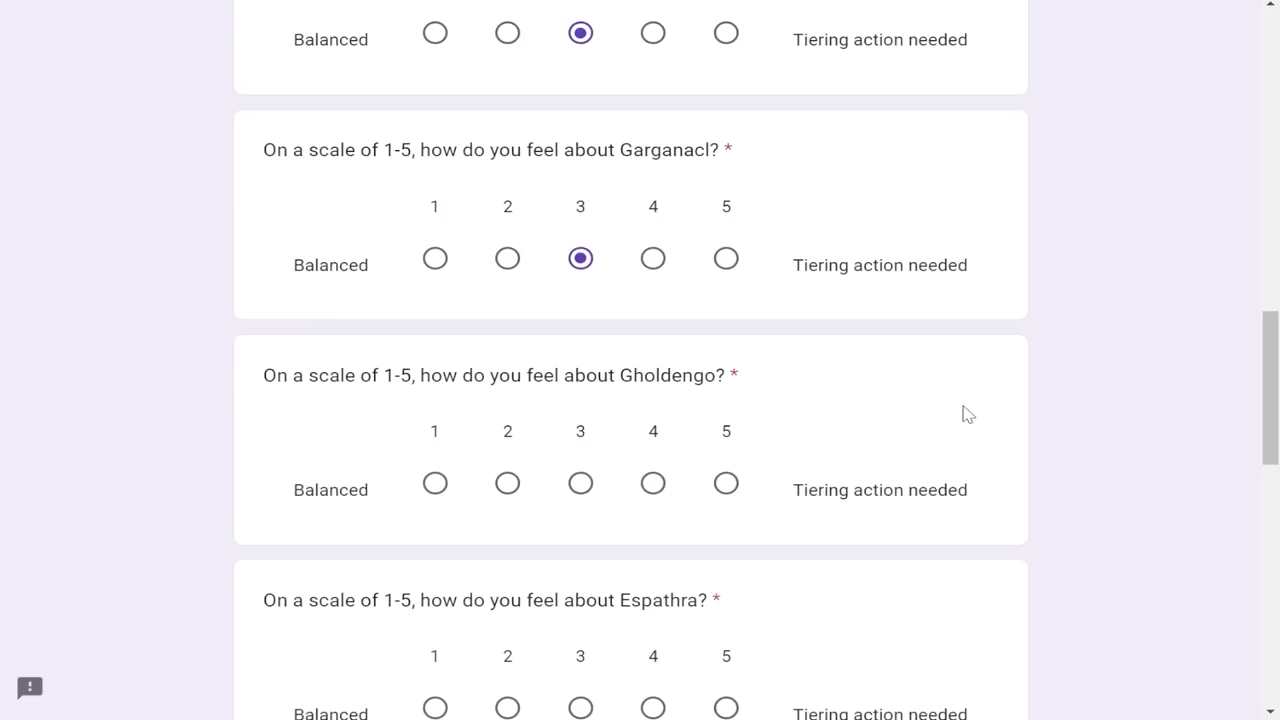 Balanced Tiering action needed
On a scale of 1-5, how do you feel about Garganacl? *
1 2 3 4 5
Balanced Tiering action needed
On a scale of 1-5, how do you feel about Gholdengo? *
1 2 3 4 5
Balanced Tiering action needed
On a scale of 1-5, how do you feel about Espathra? *
1 2 3 4 5
Balanced Tiering action needed